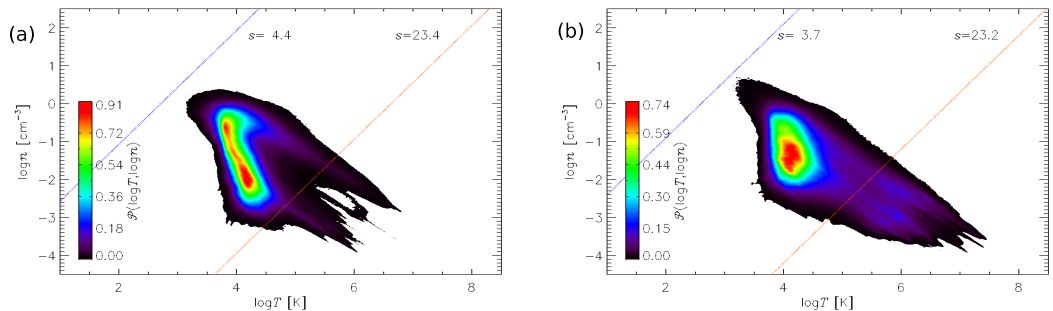 (a)
s= 4.4
s=23.4
2
1
0
−1
−2
−3
−4
logn [cm⁻³]
0.91
0.72
0.54
0.36
0.18
0.00
𝒫(logT,logn)
2
4
6
8
logT [K]
(b)
s= 3.7
s=23.2
2
1
0
−1
−2
−3
−4
logn [cm⁻³]
0.74
0.59
0.44
0.30
0.15
0.00
𝒫(logT,logn)
2
4
6
8
logT [K]